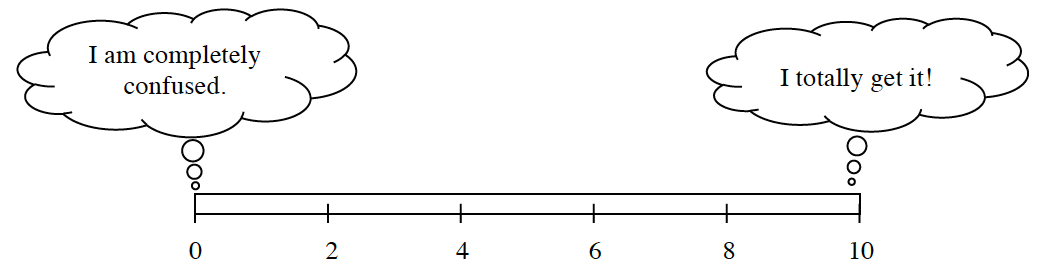 I am completely
confused.
I totally get it!
0 2 4 6 8 10